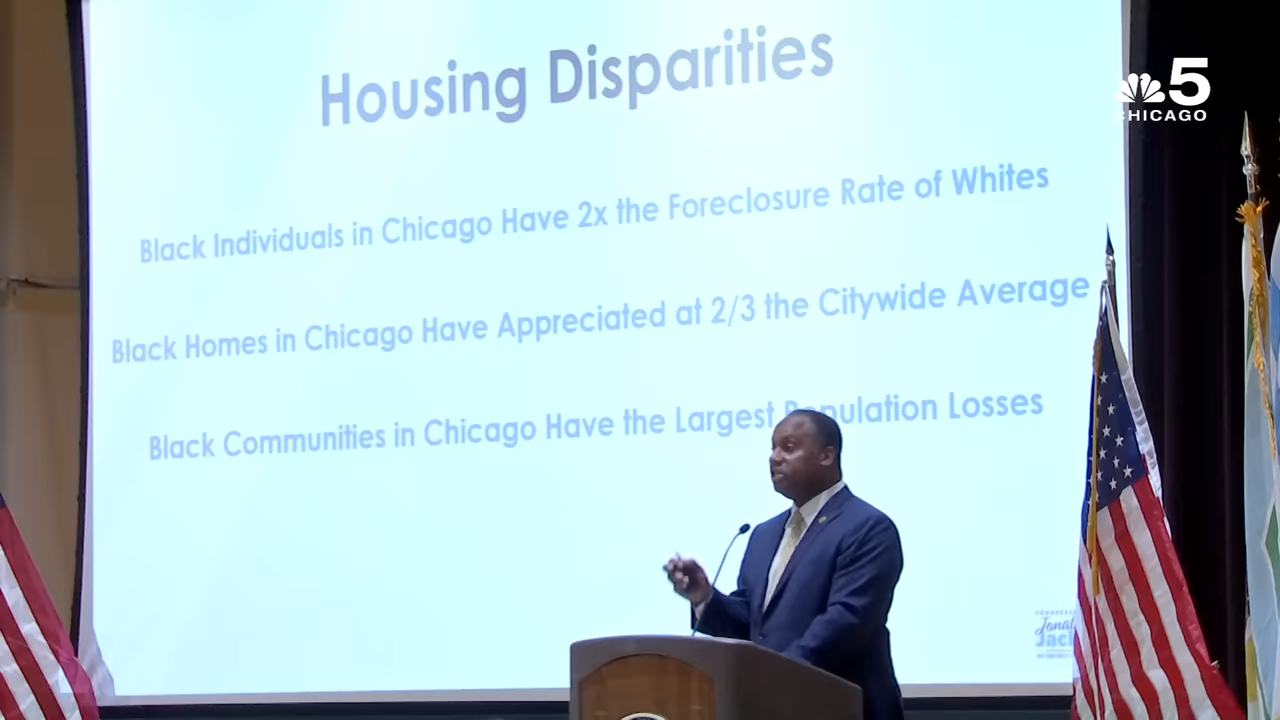 Housing Disparities
5
CHICAGO
Black Individuals in Chicago Have 2x the Foreclosure Rate of Whites
Black Homes in Chicago Have Appreciated at 2/3 the Citywide Average
Black Communities in Chicago Have the Largest Population Losses